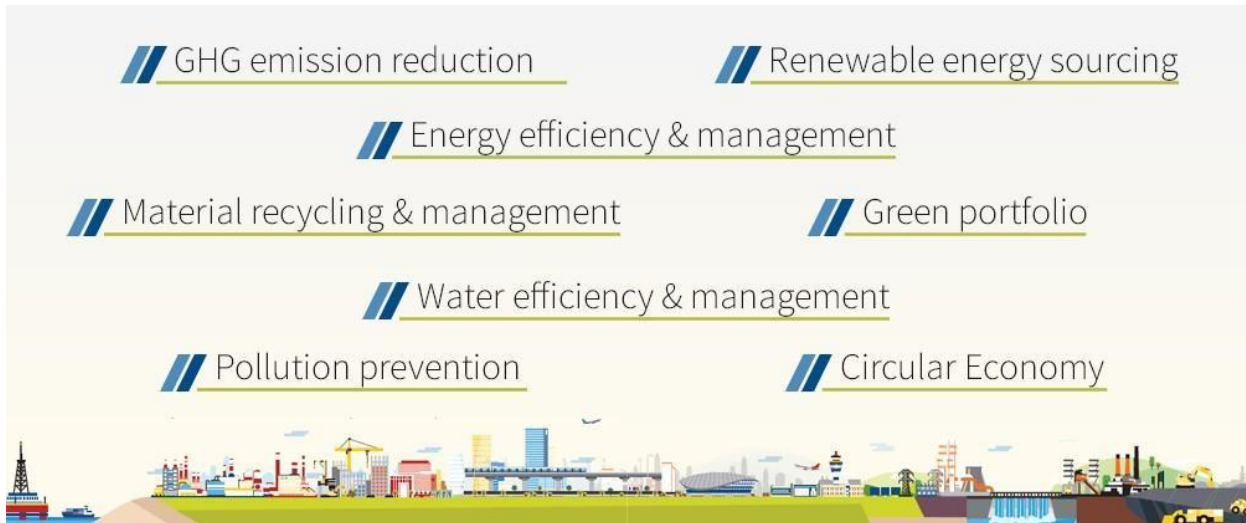 GHG emission reduction
Renewable energy sourcing
Energy efficiency & management
Material recycling & management
Green portfolio
Water efficiency & management
Pollution prevention
Circular Economy